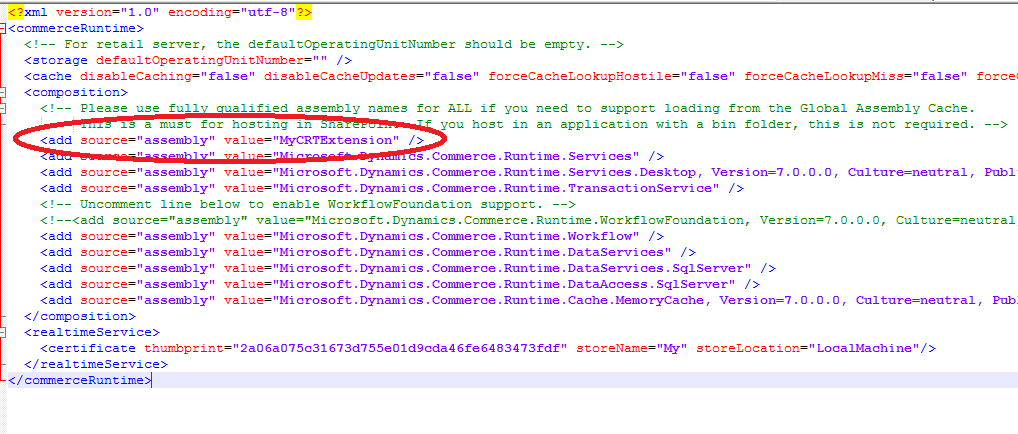 <?xml version="1.0" encoding="utf-8"?>
<commerceRuntime>
<!-- For retail server, the defaultOperatingUnitNumber should be empty. -->
<storage defaultOperatingUnitNumber="" />
<cache disableCaching="false" disableCacheUpdates="false" forceCacheLookupHostile="false" forceCacheLookupMiss="false" force
<composition>
<!-- Please use fully qualified assembly names for ALL if you need to support loading from the Global Assembly Cache.
This is a must for hosting in SharePoint. If you host in an application with a bin folder, this is not required. -->
<add source="assembly" value="MyCRTExtension" />
<add source="assembly" value="Microsoft.Dynamics.Commerce.Runtime.Services" />
<add source="assembly" value="Microsoft.Dynamics.Commerce.Runtime.Services.Desktop, Version=7.0.0.0, Culture=neutral, Publ
<add source="assembly" value="Microsoft.Dynamics.Commerce.Runtime.TransactionService" />
<!-- Uncomment line below to enable WorkflowFoundation support. -->
<!--<add source="assembly" value="Microsoft.Dynamics.Commerce.Runtime.WorkflowFoundation, Version=7.0.0.0, Culture=neutral
<add source="assembly" value="Microsoft.Dynamics.Commerce.Runtime.Workflow" />
<add source="assembly" value="Microsoft.Dynamics.Commerce.Runtime.DataServices" />
<add source="assembly" value="Microsoft.Dynamics.Commerce.Runtime.DataServices.SqlServer" />
<add source="assembly" value="Microsoft.Dynamics.Commerce.Runtime.DataAccess.SqlServer" />
<add source="assembly" value="Microsoft.Dynamics.Commerce.Runtime.Cache.MemoryCache, Version=7.0.0.0, Culture=neutral, Publ
</composition>
<realtimeService>
<certificate thumbprint="2a06a075c31673d755e01d9cda46fe6483473fdf" storeName="My" storeLocation="LocalMachine"/>
</realtimeService>
</commerceRuntime>